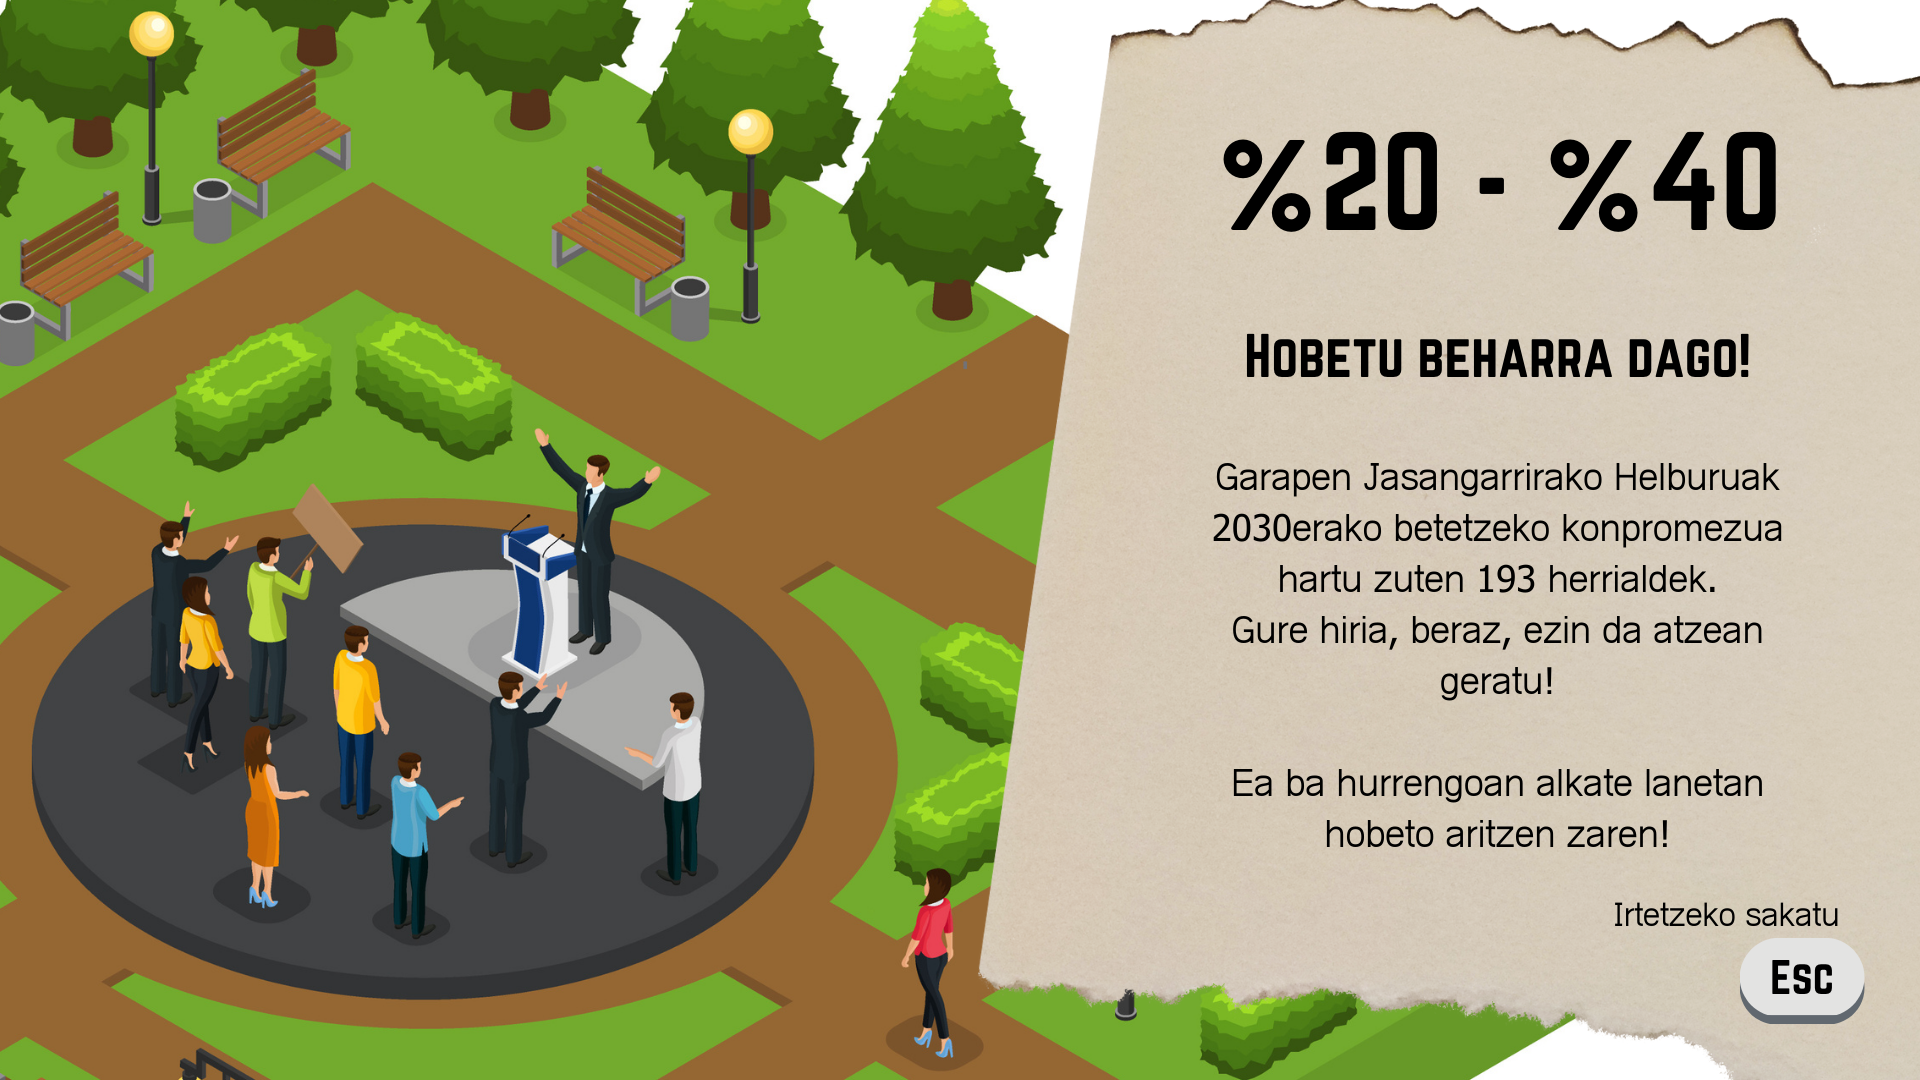 %20 - %40
Hobetu beharra dago!
Garapen Jasangarrirako Helburuak
2030erako betetzeko konpromezua
hartu zuten 193 herrialdek.
Gure hiria, beraz, ezin da atzean
geratu!
Ea ba hurrengoan alkate lanetan
hobeto aritzen zaren!
Irtetzeko sakatu
Esc